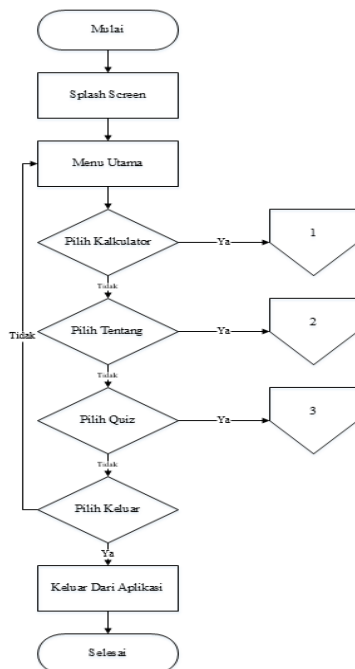 Mulai
Splash Screen
Menu Utama
Pilih Kalkulator
Ya
1
Tidak
Pilih Tentang
Ya
2
Tidak
Tidak
Pilih Quiz
Ya
3
Tidak
Pilih Keluar
Ya
Keluar Dari Aplikasi
Selesai